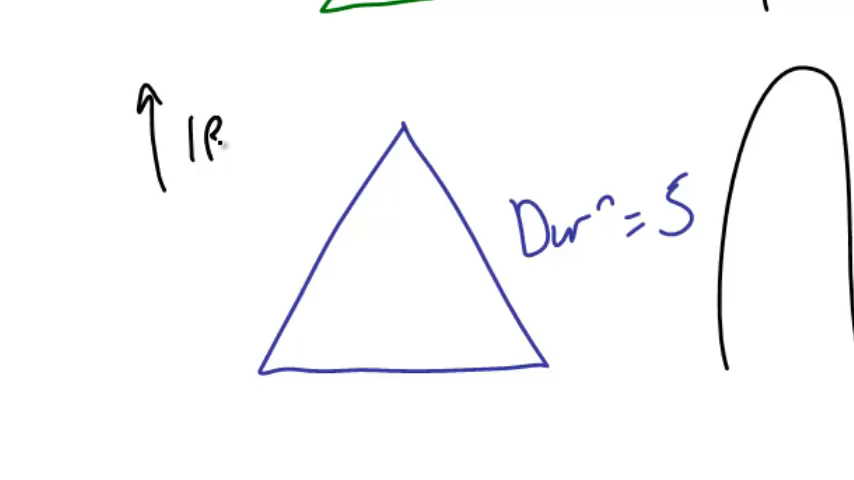 ↑ IR
Durⁿ = 5